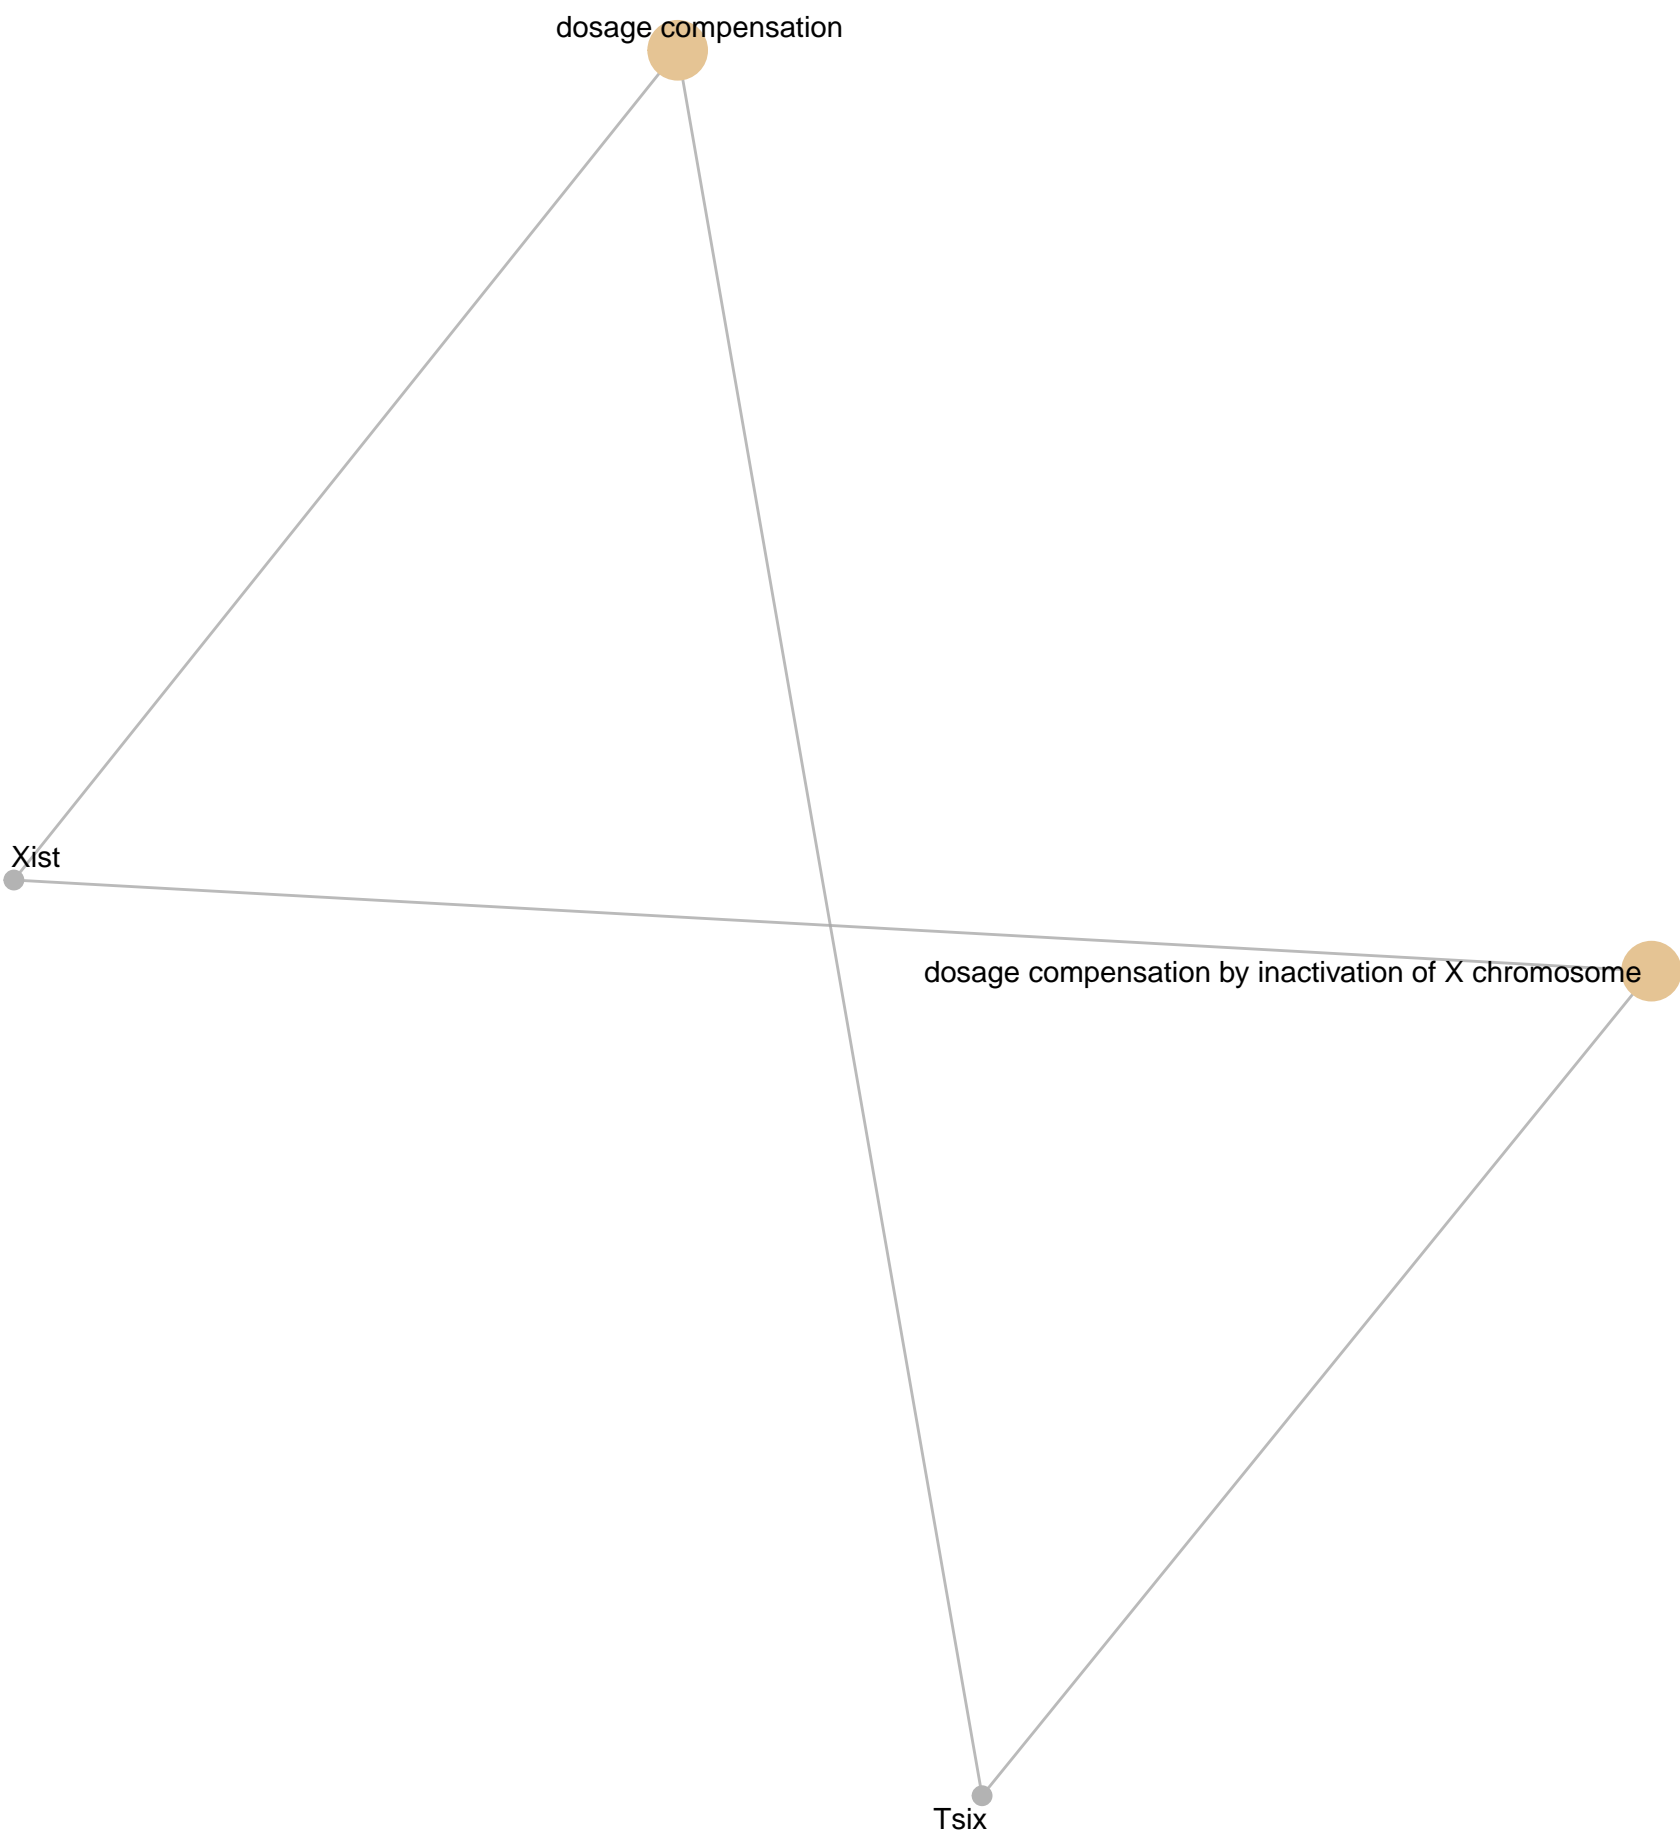 dosage compensation
Xist
dosage compensation by inactivation of X chromosome
Tsix